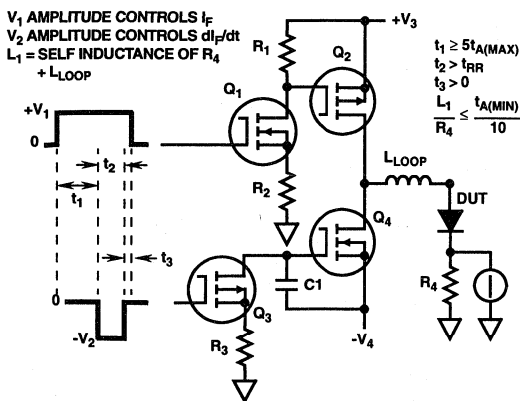 V1 AMPLITUDE CONTROLS IF
V2 AMPLITUDE CONTROLS dIF/dt
L1 = SELF INDUCTANCE OF R4
+ LLOOP
+V3
R1
Q2
t1 ≥ 5tA(MAX)
t2 > tRR
t3 > 0
L1/R4 ≤ tA(MIN)/10
Q1
+V1
0
t2
t1
R2
LLOOP
DUT
Q4
t3
C1
R4
0
Q3
-V2
R3
-V4